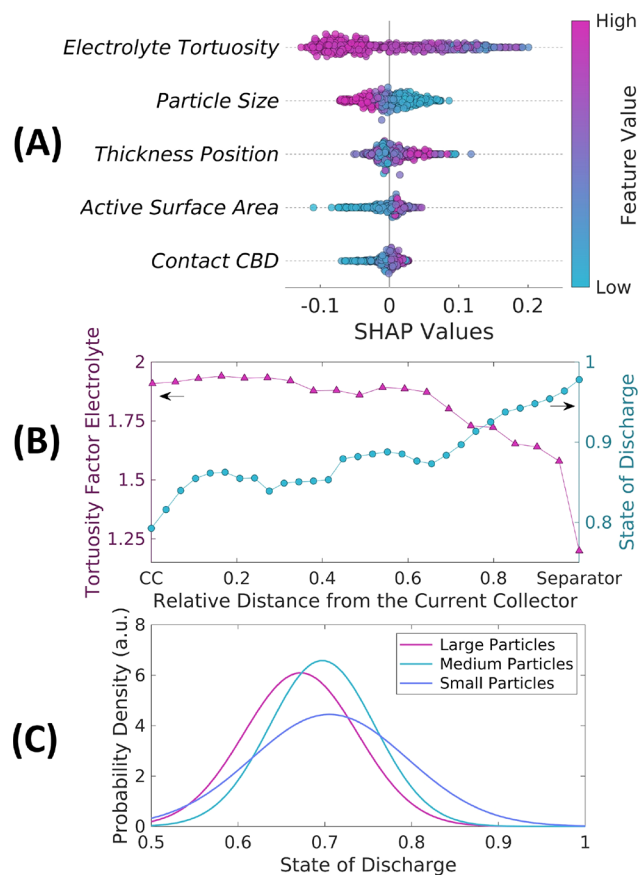 (A)
Electrolyte Tortuosity
Particle Size
Thickness Position
Active Surface Area
Contact CBD
-0.1 0 0.1 0.2
SHAP Values
High
Feature Value
Low
(B)
Tortuosity Factor Electrolyte
2
1.75
1.5
1.25
CC 0.2 0.4 0.6 0.8 Separator
Relative Distance from the Current Collector
1
0.9
0.8
State of Discharge
(C)
Probability Density (a.u.)
8
6
4
2
0
0.5 0.6 0.7 0.8 0.9 1
State of Discharge
Large Particles
Medium Particles
Small Particles